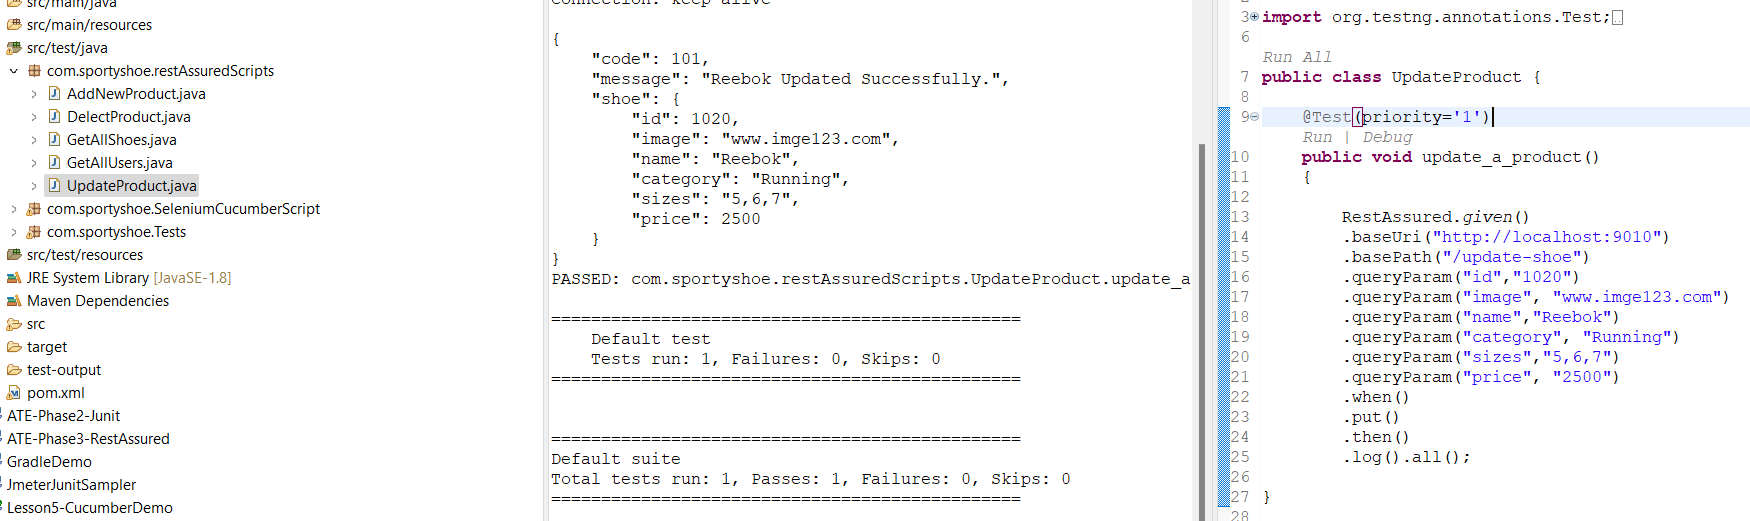 src/main/java
src/main/resources
src/test/java
com.sportyshoe.restAssuredScripts
AddNewProduct.java
DelectProduct.java
GetAllShoes.java
GetAllUsers.java
UpdateProduct.java
com.sportyshoe.SeleniumCucumberScript
com.sportyshoe.Tests
src/test/resources
JRE System Library [JavaSE-1.8]
Maven Dependencies
src
target
test-output
pom.xml
ATE-Phase2-Junit
ATE-Phase3-RestAssured
GradleDemo
JmeterJunitSampler
Lesson5-CucumberDemo
Connection: keep alive
{
"code": 101,
"message": "Reebok Updated Successfully.",
"shoe": {
"id": 1020,
"image": "www.imge123.com",
"name": "Reebok",
"category": "Running",
"sizes": "5,6,7",
"price": 2500
}
}
PASSED: com.sportyshoe.restAssuredScripts.UpdateProduct.update_a
===============================================
Default test
Tests run: 1, Failures: 0, Skips: 0
===============================================
===============================================
Default suite
Total tests run: 1, Passes: 1, Failures: 0, Skips: 0
===============================================
3 import org.testng.annotations.Test;
6
Run All
7 public class UpdateProduct {
8
9 @Test(priority='1')
Run | Debug
10 public void update_a_product()
11 {
12
13 RestAssured.given()
14 .baseUri("http://localhost:9010")
15 .basePath("/update-shoe")
16 .queryParam("id","1020")
17 .queryParam("image", "www.imge123.com")
18 .queryParam("name","Reebok")
19 .queryParam("category", "Running")
20 .queryParam("sizes","5,6,7")
21 .queryParam("price", "2500")
22 .when()
23 .put()
24 .then()
25 .log().all();
26
27 }
28